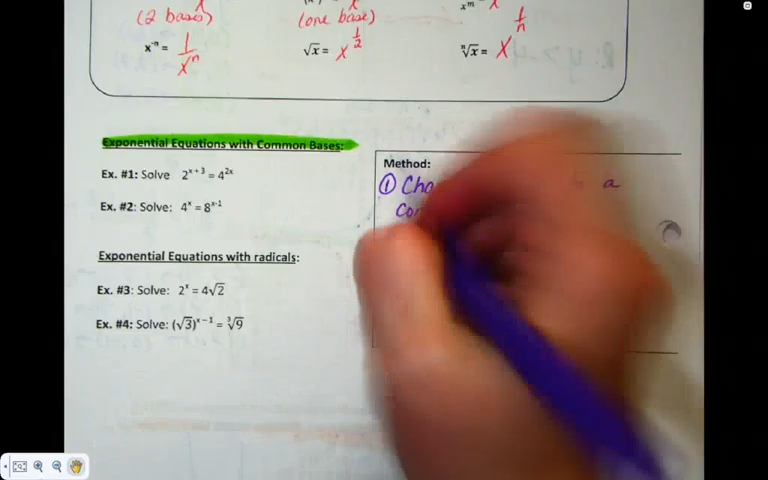 (2 bases)
(one base)
x⁻ⁿ = 1/xⁿ
√x = x^(1/2)
ⁿ√x = x^(1/n)
Exponential Equations with Common Bases:
Ex. #1: Solve 2^(x+3) = 4^(2x)
Ex. #2: Solve: 4^x = 8^(x-1)
Exponential Equations with radicals:
Ex. #3: Solve: 2^x = 4√2
Ex. #4: Solve: (√3)^(x−1) = ³√9
Method:
① a